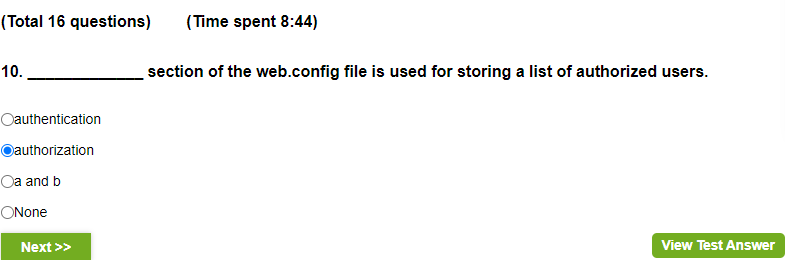 (Total 16 questions) (Time spent 8:44)
10. _____________ section of the web.config file is used for storing a list of authorized users.
authentication
authorization
a and b
None
Next >> View Test Answer